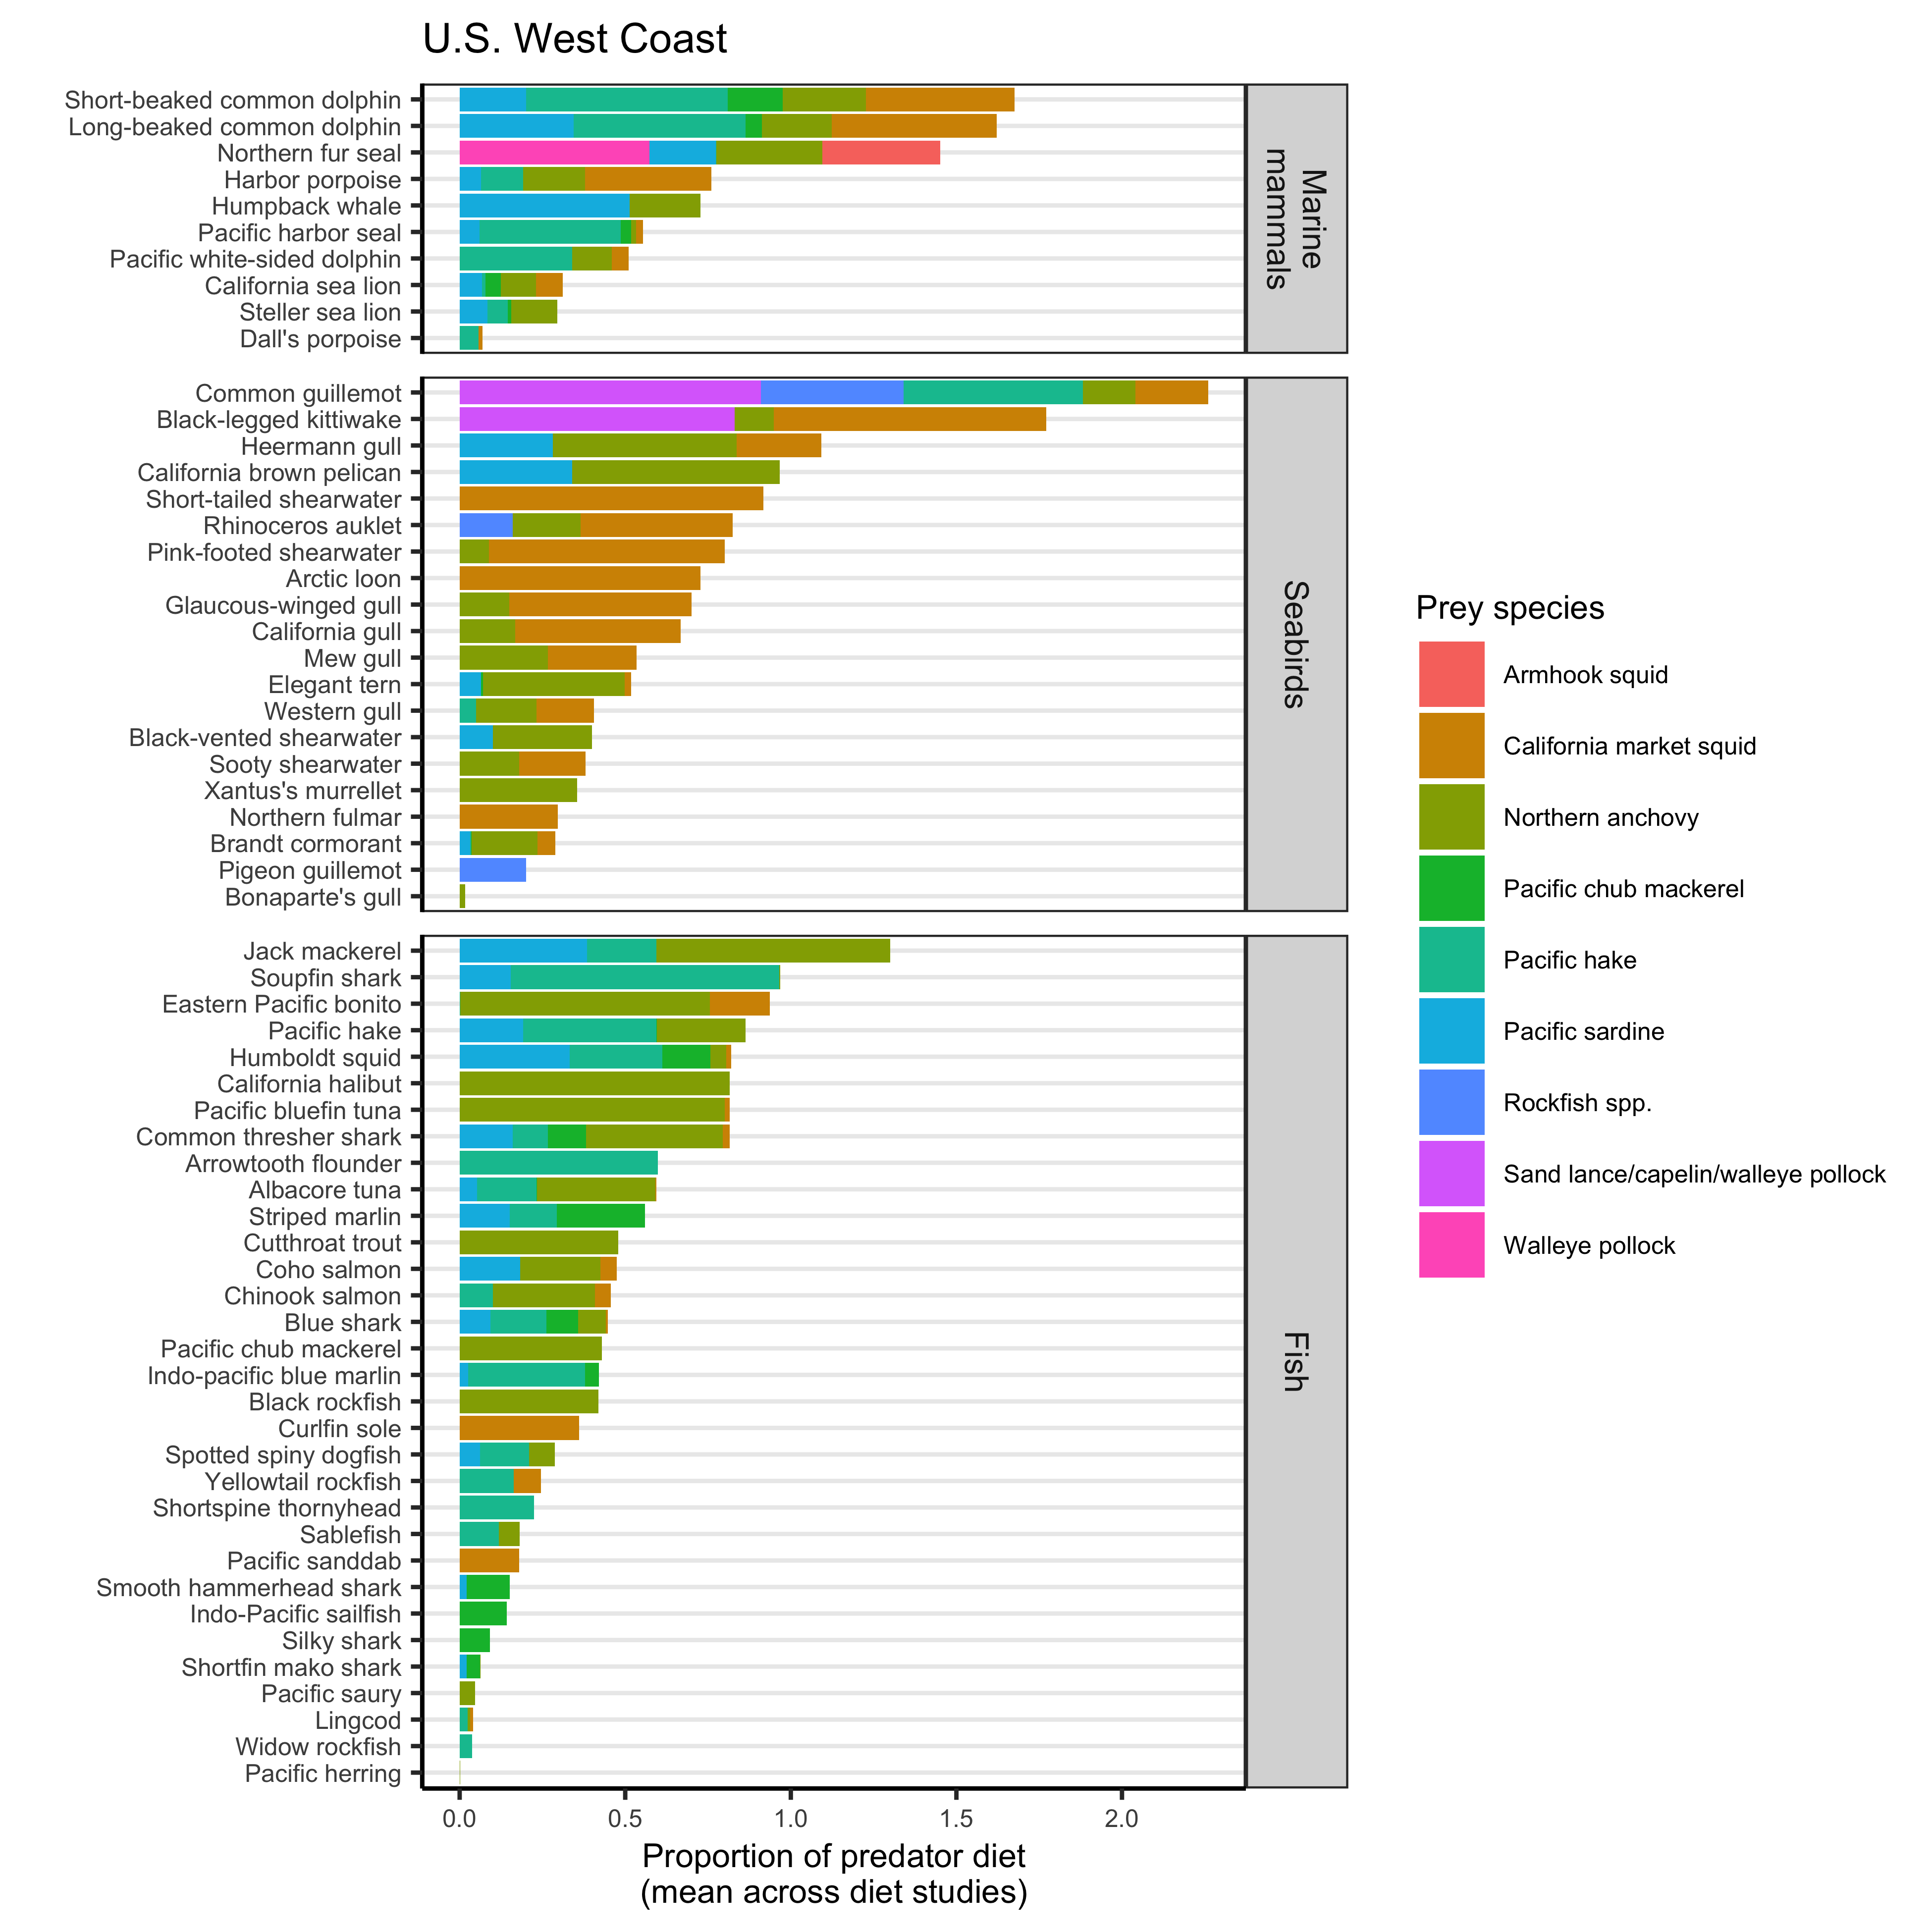 U.S. West Coast
Short-beaked common dolphin
Long-beaked common dolphin
Northern fur seal
Harbor porpoise
Humpback whale
Pacific harbor seal
Pacific white-sided dolphin
California sea lion
Steller sea lion
Dall's porpoise
Marine
mammals
Common guillemot
Black-legged kittiwake
Heermann gull
California brown pelican
Short-tailed shearwater
Rhinoceros auklet
Pink-footed shearwater
Arctic loon
Glaucous-winged gull
California gull
Mew gull
Elegant tern
Western gull
Black-vented shearwater
Sooty shearwater
Xantus's murrellet
Northern fulmar
Brandt cormorant
Pigeon guillemot
Bonaparte's gull
Seabirds
Jack mackerel
Soupfin shark
Eastern Pacific bonito
Pacific hake
Humboldt squid
California halibut
Pacific bluefin tuna
Common thresher shark
Arrowtooth flounder
Albacore tuna
Striped marlin
Cutthroat trout
Coho salmon
Chinook salmon
Blue shark
Pacific chub mackerel
Indo-pacific blue marlin
Black rockfish
Curlfin sole
Spotted spiny dogfish
Yellowtail rockfish
Shortspine thornyhead
Sablefish
Pacific sanddab
Smooth hammerhead shark
Indo-Pacific sailfish
Silky shark
Shortfin mako shark
Pacific saury
Lingcod
Widow rockfish
Pacific herring
Fish
0.0 0.5 1.0 1.5 2.0
Proportion of predator diet
(mean across diet studies)
Prey species
Armhook squid
California market squid
Northern anchovy
Pacific chub mackerel
Pacific hake
Pacific sardine
Rockfish spp.
Sand lance/capelin/walleye pollock
Walleye pollock